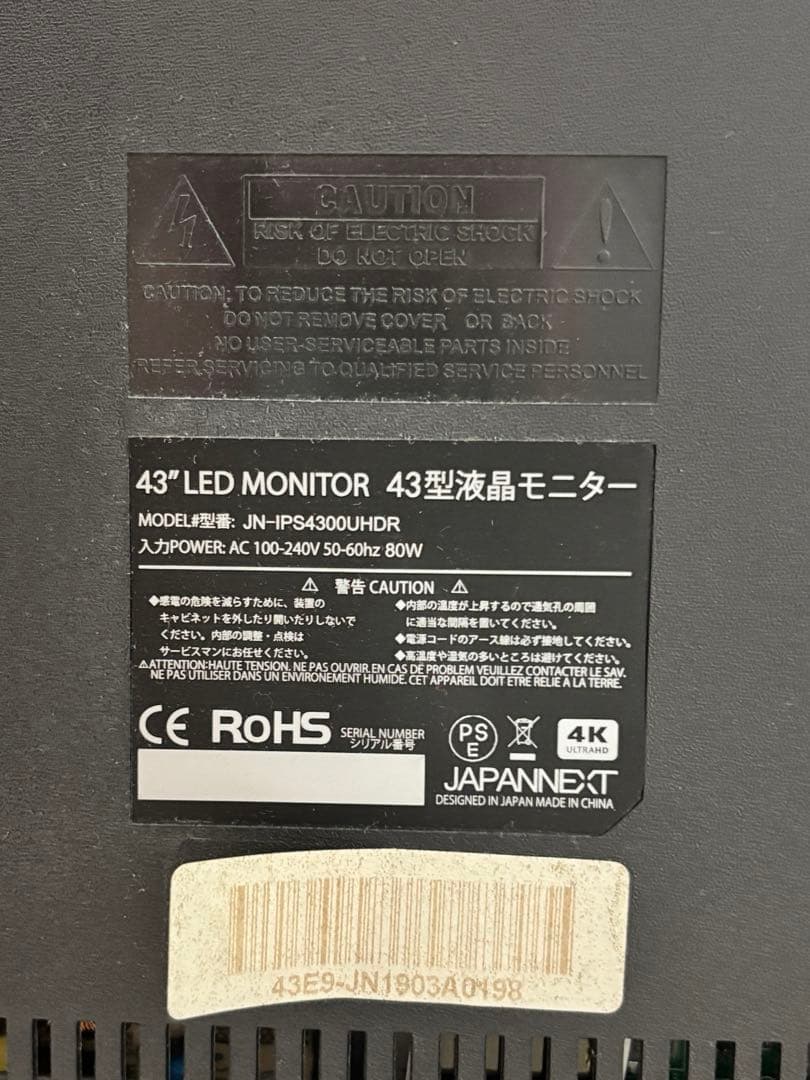 CAUTION
RISK OF ELECTRIC SHOCK
DO NOT OPEN
CAUTION: TO REDUCE THE RISK OF ELECTRIC SHOCK
DO NOT REMOVE COVER OR BACK
NO USER-SERVICEABLE PARTS INSIDE
REFER SERVICING TO QUALIFIED SERVICE PERSONNEL
43" LED MONITOR 43型液晶モニター
MODEL#型番: JN-IPS4300UHDR
入力POWER: AC 100-240V 50-60hz 80W
⚠ 警告 CAUTION ⚠
◆感電の危険を減らすために、装置の
キャビネットを外したり開いたりしないで
ください。内部の調整・点検は
サービスマンにお任せください。
◆内部の温度が上昇するので通気孔の周囲
に適当な間隔を置いてください。
◆電源コードのアース線は必ず接地してください。
◆高温度や湿気の多いところは避けてください。
⚠ATTENTION:HAUTE TENSION. NE PAS OUVRIR.EN CAS DE PROBLEM VEUILLEZ CONTACTER LE SAV.
NE PAS UTILISER DANS UN ENVIRONEMENT HUMIDE. CET APPAREIL DOIT ETRE RELIE A LA TERRE.
CE RoHS
SERIAL NUMBER
シリアル番号
PS
E
4K
ULTRAHD
JAPANNEXT
DESIGNED IN JAPAN MADE IN CHINA
43E9-JN1903A0198